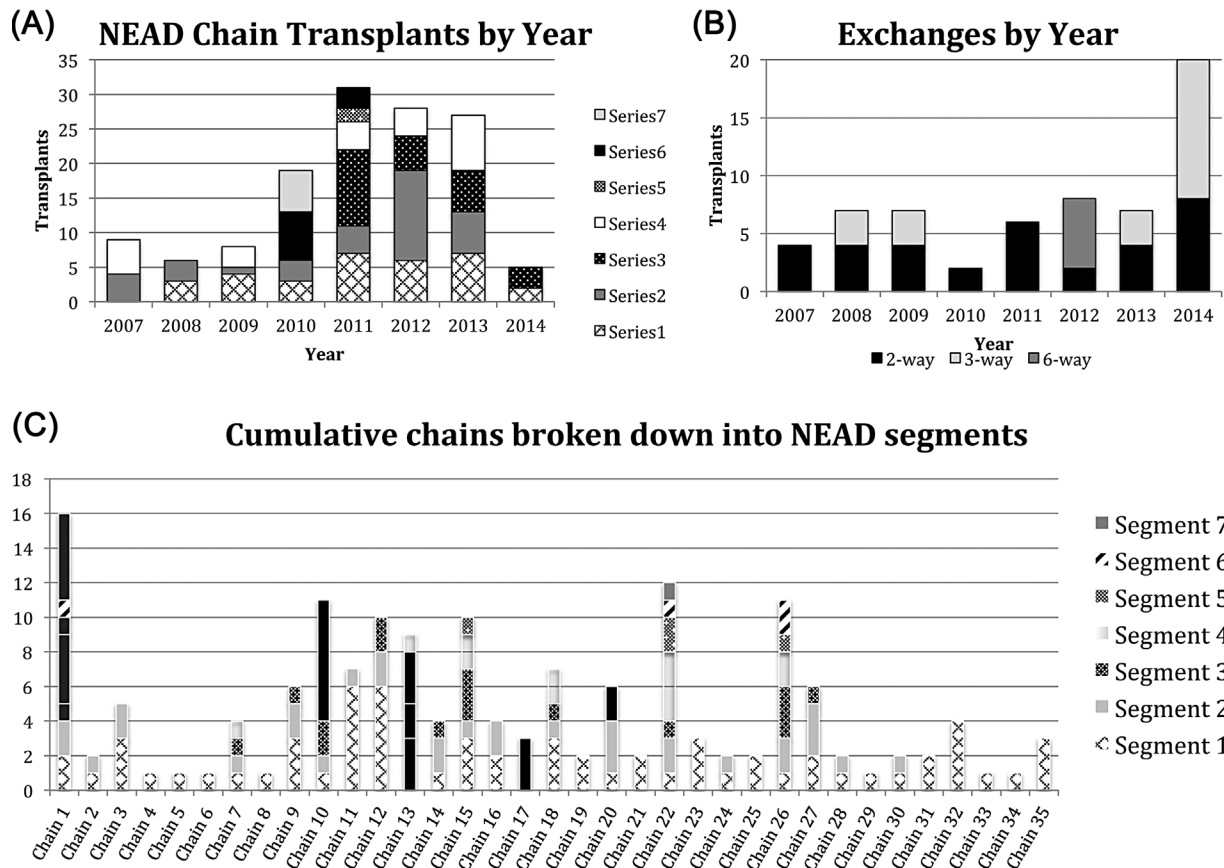 (A) NEAD Chain Transplants by Year
35
30
25
20
15
10
5
0
Transplants
2007 2008 2009 2010 2011 2012 2013 2014
Year
Series7
Series6
Series5
Series4
Series3
Series2
Series1
(B) Exchanges by Year
20
15
10
5
0
Transplants
2007 2008 2009 2010 2011 2012 2013 2014
Year
2-way 3-way 6-way
(C) Cumulative chains broken down into NEAD segments
18
16
14
12
10
8
6
4
2
0
Chain 1
Chain 2
Chain 3
Chain 4
Chain 5
Chain 6
Chain 7
Chain 8
Chain 9
Chain 10
Chain 11
Chain 12
Chain 13
Chain 14
Chain 15
Chain 16
Chain 17
Chain 18
Chain 19
Chain 20
Chain 21
Chain 22
Chain 23
Chain 24
Chain 25
Chain 26
Chain 27
Chain 28
Chain 29
Chain 30
Chain 31
Chain 32
Chain 33
Chain 34
Chain 35
Segment 7
Segment 6
Segment 5
Segment 4
Segment 3
Segment 2
Segment 1